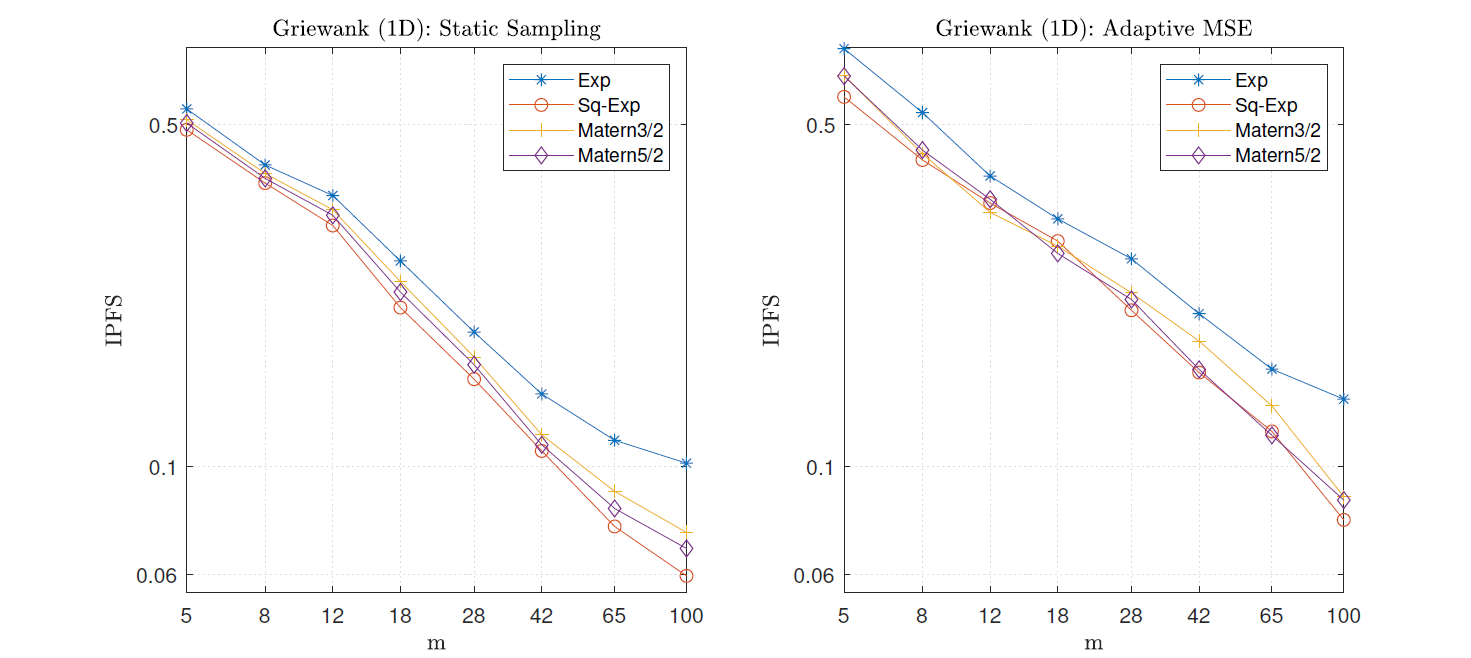 Griewank (1D): Static Sampling
Exp
Sq-Exp
Matern3/2
Matern5/2
0.5
0.1
0.06
IPFS
5 8 12 18 28 42 65 100
m
Griewank (1D): Adaptive MSE
Exp
Sq-Exp
Matern3/2
Matern5/2
0.5
0.1
0.06
IPFS
5 8 12 18 28 42 65 100
m